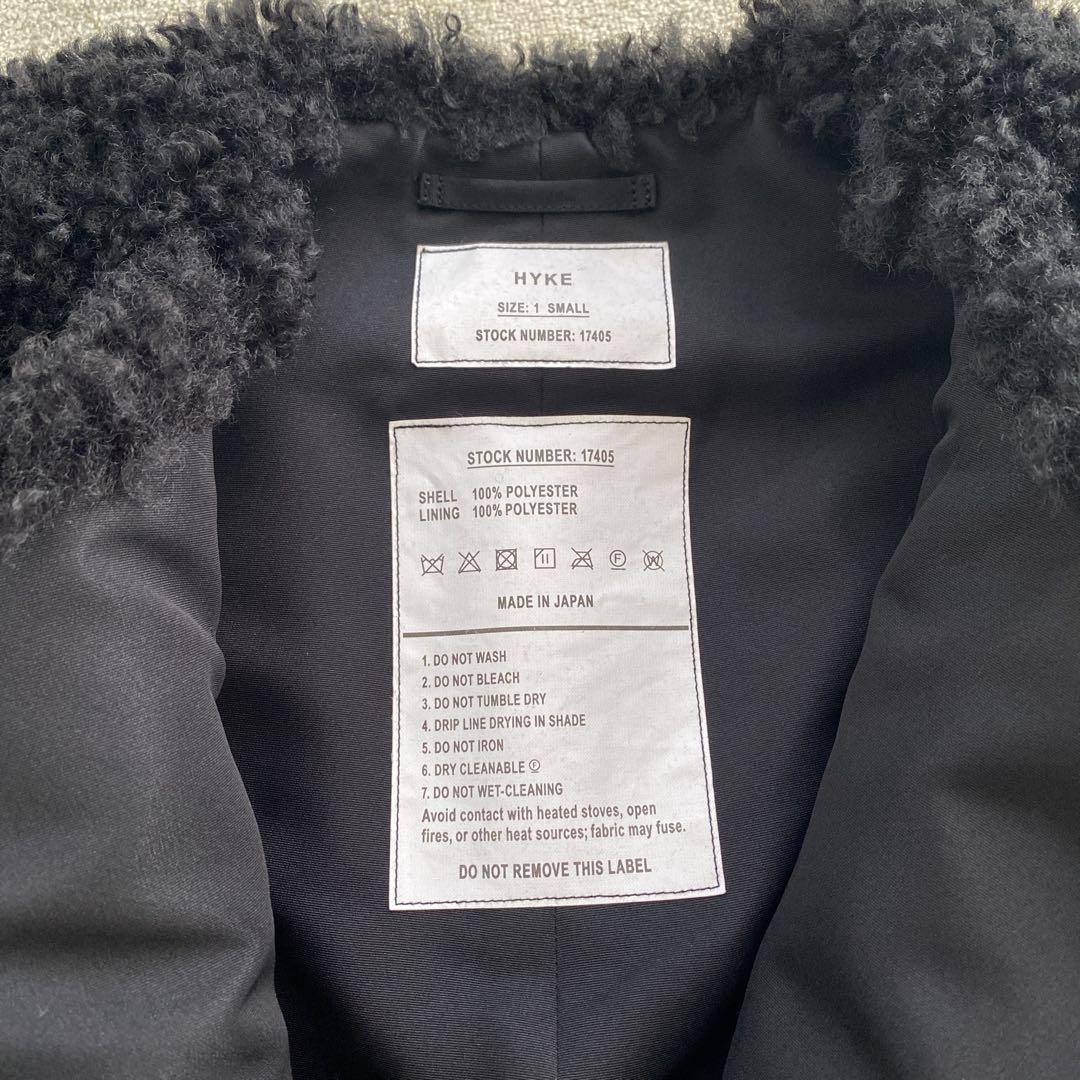 HYKE
SIZE: 1 SMALL
STOCK NUMBER: 17405
STOCK NUMBER: 17405
SHELL 100% POLYESTER
LINING 100% POLYESTER
F W
MADE IN JAPAN
1. DO NOT WASH
2. DO NOT BLEACH
3. DO NOT TUMBLE DRY
4. DRIP LINE DRYING IN SHADE
5. DO NOT IRON
6. DRY CLEANABLE Ⓕ
7. DO NOT WET-CLEANING
Avoid contact with heated stoves, open
fires, or other heat sources; fabric may fuse.
DO NOT REMOVE THIS LABEL